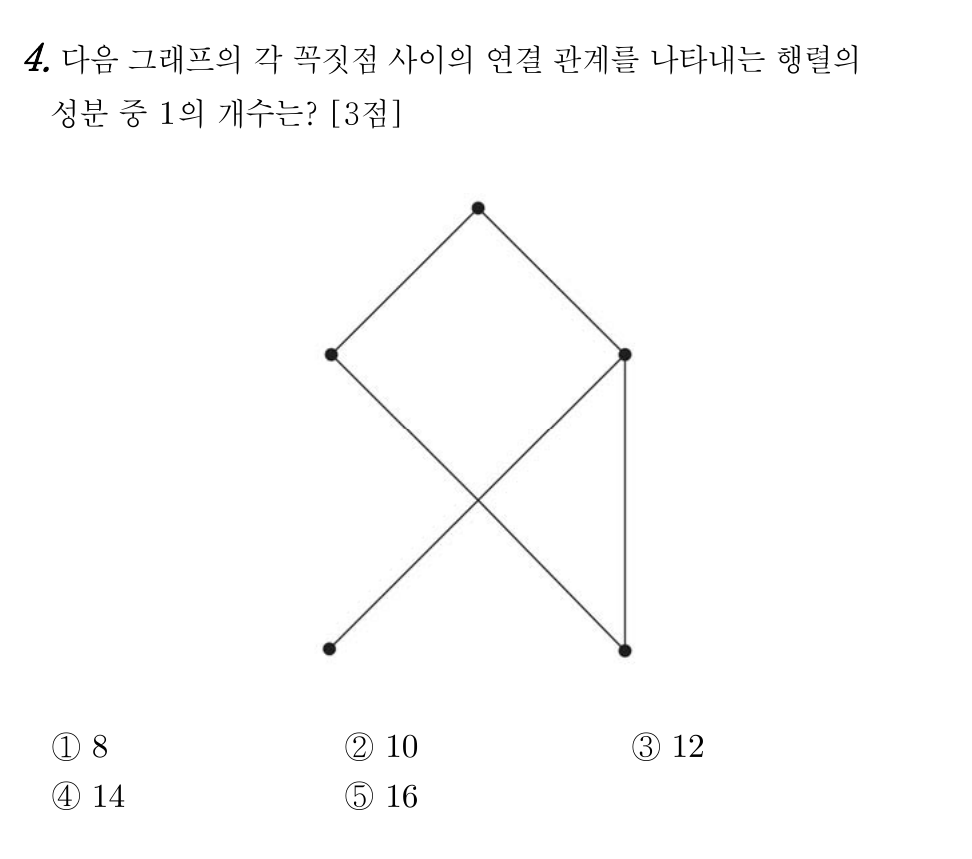 4. 다음 그래프의 각 꼭짓점 사이의 연결 관계를 나타내는 행렬의
성분 중 1의 개수는? [3점]
① 8 ② 10 ③ 12
④ 14 ⑤ 16